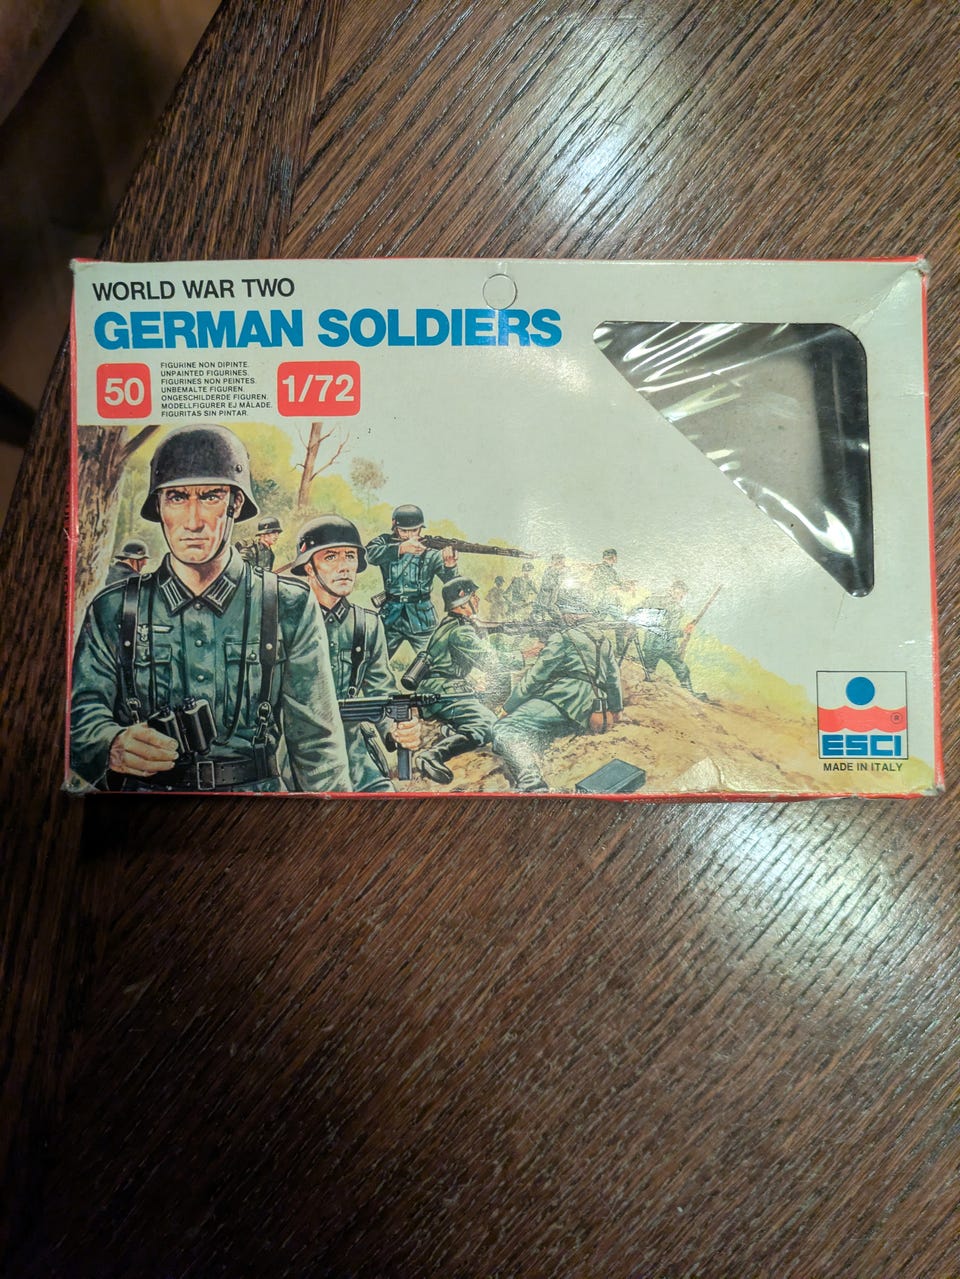 WORLD WAR TWO
GERMAN SOLDIERS
50
FIGURINE NON DIPINTE.
UNPAINTED FIGURINES.
FIGURINES NON PEINTES.
UNBEMALTE FIGUREN.
ONGESCHILDERDE FIGUREN.
MODELLFIGURER EJ MÅLADE.
FIGURITAS SIN PINTAR.
1/72
®
ESCI
MADE IN ITALY